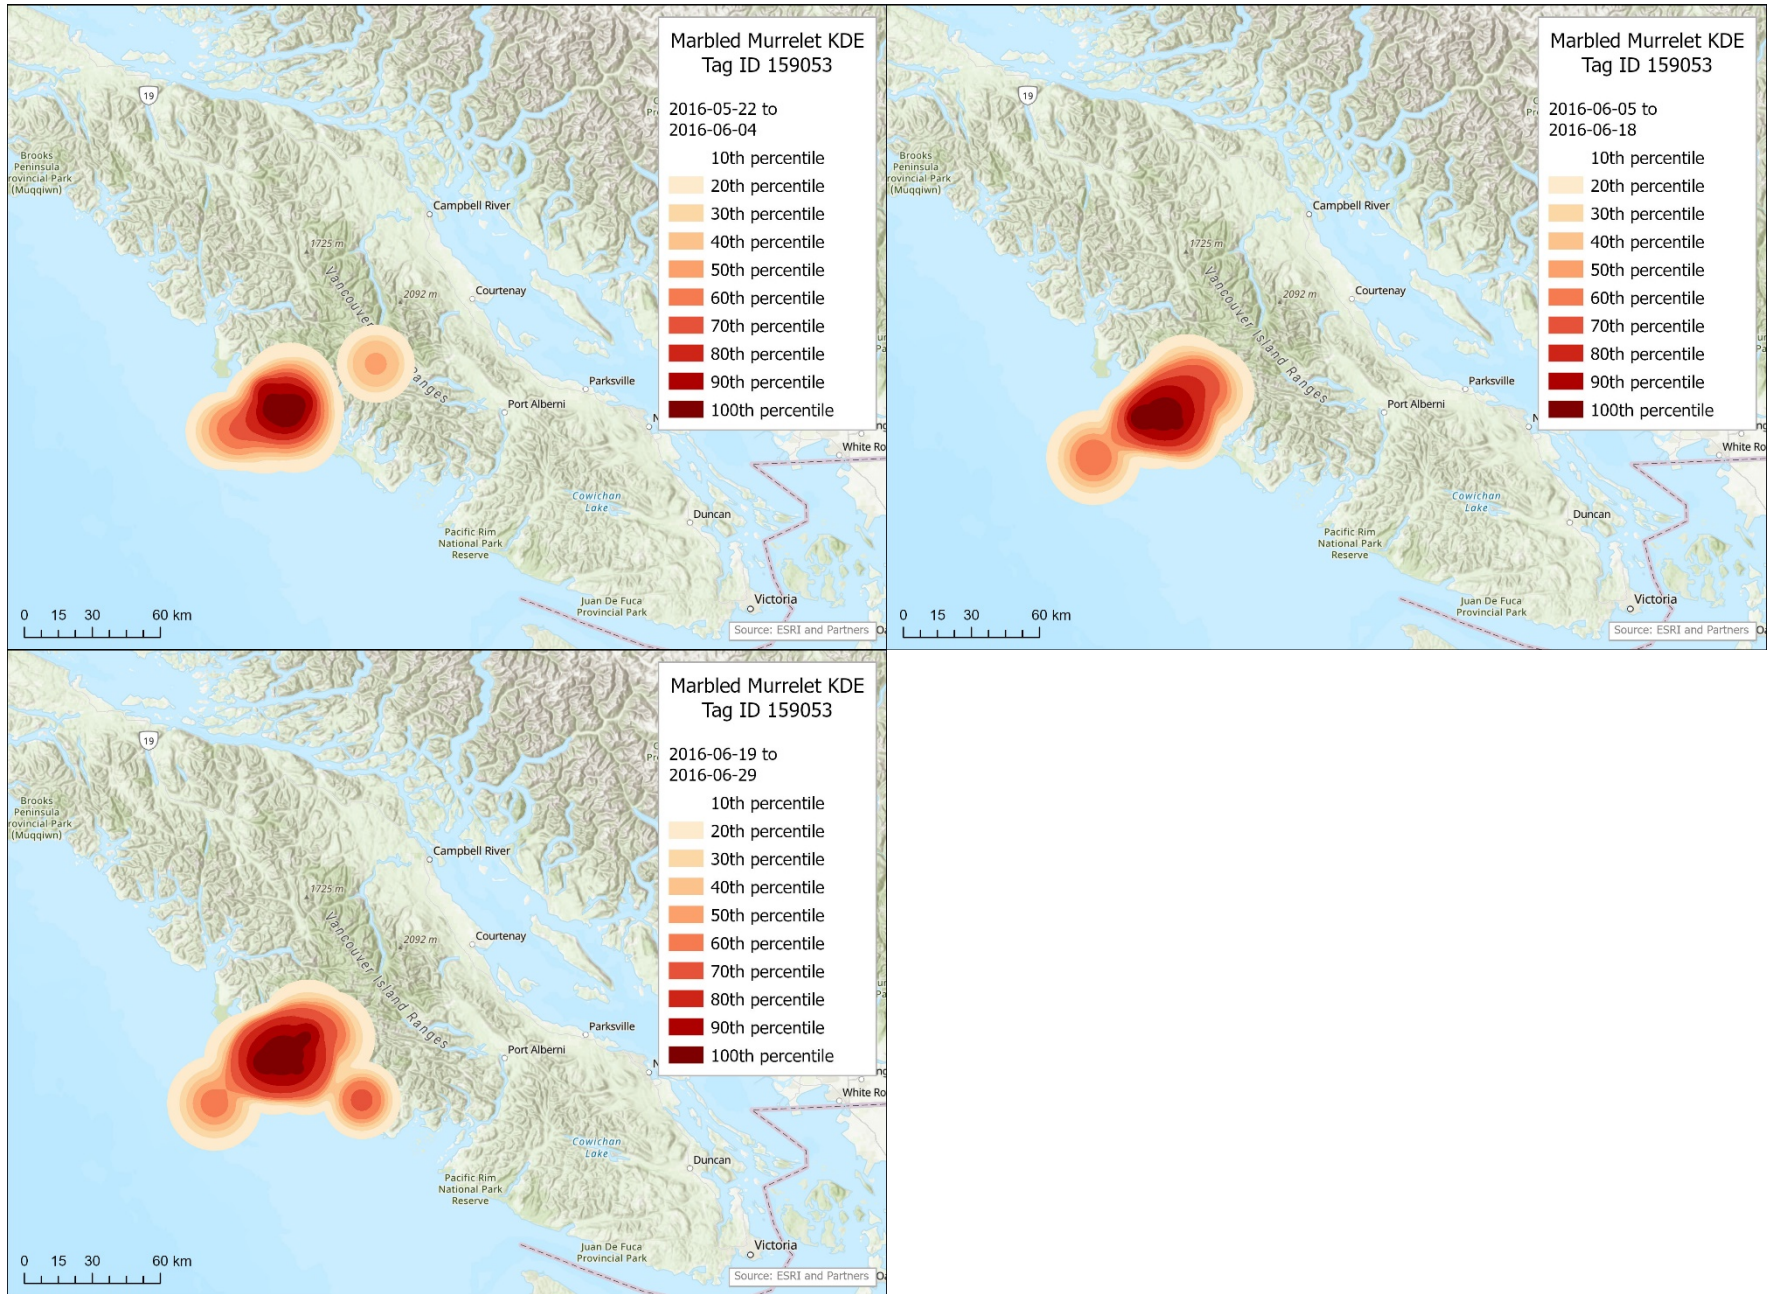 Marbled Murrelet KDE
Tag ID 159053
2016-05-22 to
2016-06-04
10th percentile
20th percentile
30th percentile
40th percentile
50th percentile
60th percentile
70th percentile
80th percentile
90th percentile
100th percentile
19
Brooks
Peninsula
rovincial Park
(Muqqiwn)
Campbell River
1725 m
Vancouver
Ranges
2092 m
Courtenay
Parksville
Port Alberni
N
White Ro
Cowichan
Lake
Duncan
Pacific Rim
National Park
Reserve
Juan De Fuca
Provincial Park
Victoria
0 15 30 60 km
Source: ESRI and Partners
Marbled Murrelet KDE
Tag ID 159053
2016-06-05 to
2016-06-18
10th percentile
20th percentile
30th percentile
40th percentile
50th percentile
60th percentile
70th percentile
80th percentile
90th percentile
100th percentile
19
Brooks
Peninsula
rovincial Park
(Muqqiwn)
Campbell River
1725 m
Vancouver Island Ranges
2092 m
Courtenay
Parksville
Port Alberni
N
White Ro
Cowichan
Lake
Duncan
Pacific Rim
National Park
Reserve
Juan De Fuca
Provincial Park
Victoria
0 15 30 60 km
Source: ESRI and Partners
Marbled Murrelet KDE
Tag ID 159053
2016-06-19 to
2016-06-29
10th percentile
20th percentile
30th percentile
40th percentile
50th percentile
60th percentile
70th percentile
80th percentile
90th percentile
100th percentile
19
Brooks
Peninsula
rovincial Park
(Muqqiwn)
Campbell River
1725 m
Vancouver Island Ranges
2092 m
Courtenay
Parksville
Port Alberni
N
White Ro
Cowichan
Lake
Duncan
Pacific Rim
National Park
Reserve
Juan De Fuca
Provincial Park
Victoria
0 15 30 60 km
Source: ESRI and Partners